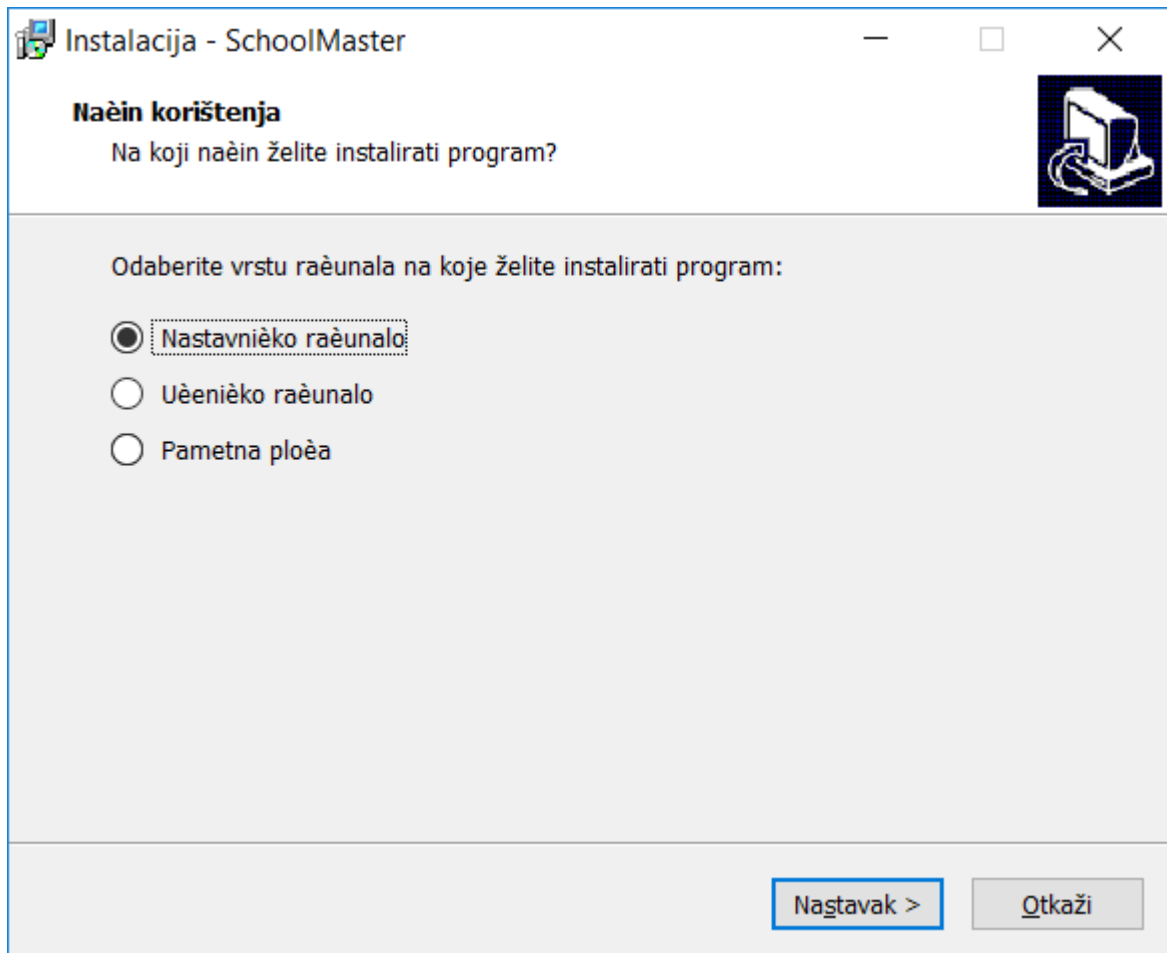 Instalacija - SchoolMaster
Naèin korištenja
Na koji naèin želite instalirati program?
Odaberite vrstu raèunala na koje želite instalirati program:
Nastavnièko raèunalo
Uèenièko raèunalo
Pametna ploèa
Nastavak >
Otkaži